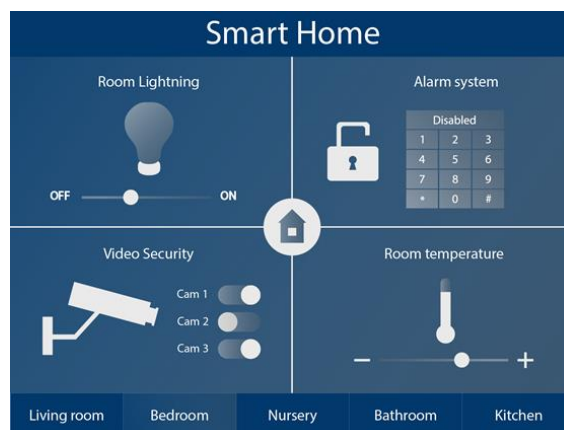 Smart Home
Room Lightning
OFF
ON
Alarm system
Disabled
1 2 3
4 5 6
7 8 9
* 0 #
Video Security
Cam 1
Cam 2
Cam 3
Room temperature
− +
Living room Bedroom Nursery Bathroom Kitchen